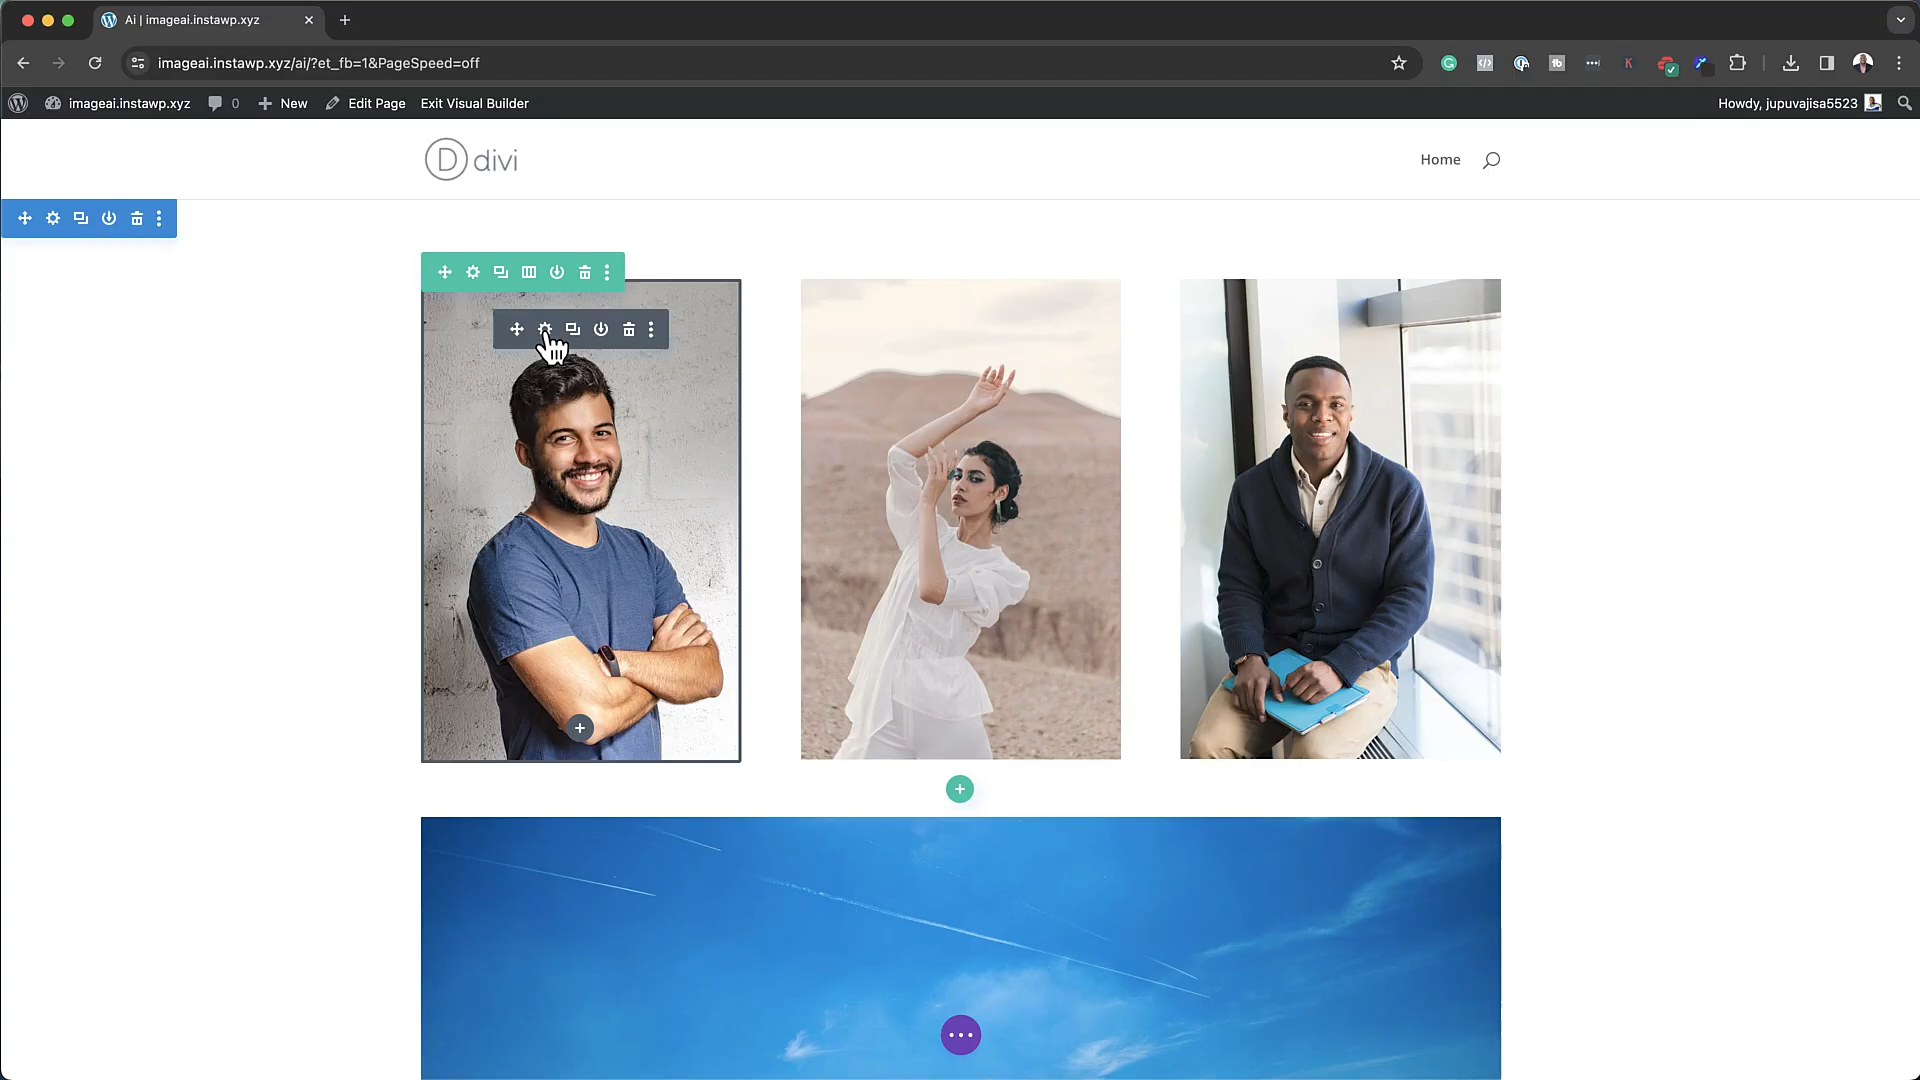 Ai | imageai.instawp.xyz
imageai.instawp.xyz/ai/?et_fb=1&PageSpeed=off
imageai.instawp.xyz 0 New Edit Page Exit Visual Builder Howdy, jupuvajisa5523
D divi
Home